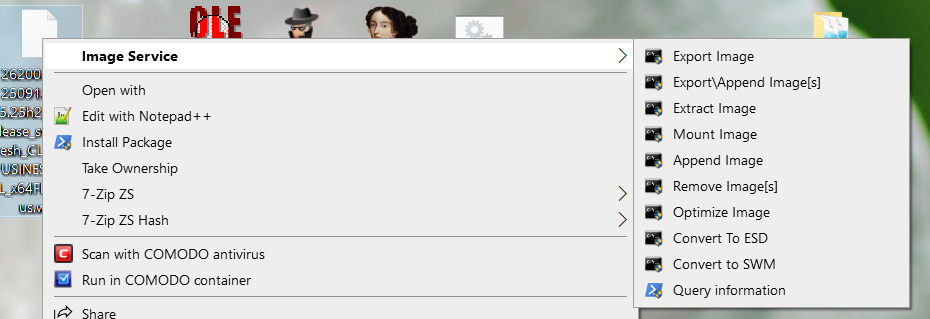 OLE
26200
25091
5.25h2
lease_s
esh_CL
USINES
L_x64F
us.w
Image Service
Open with
Edit with Notepad++
Install Package
Take Ownership
7-Zip ZS
7-Zip ZS Hash
Scan with COMODO antivirus
Run in COMODO container
Share
Export Image
Export\Append Image[s]
Extract Image
Mount Image
Append Image
Remove Image[s]
Optimize Image
Convert To ESD
Convert to SWM
Query information